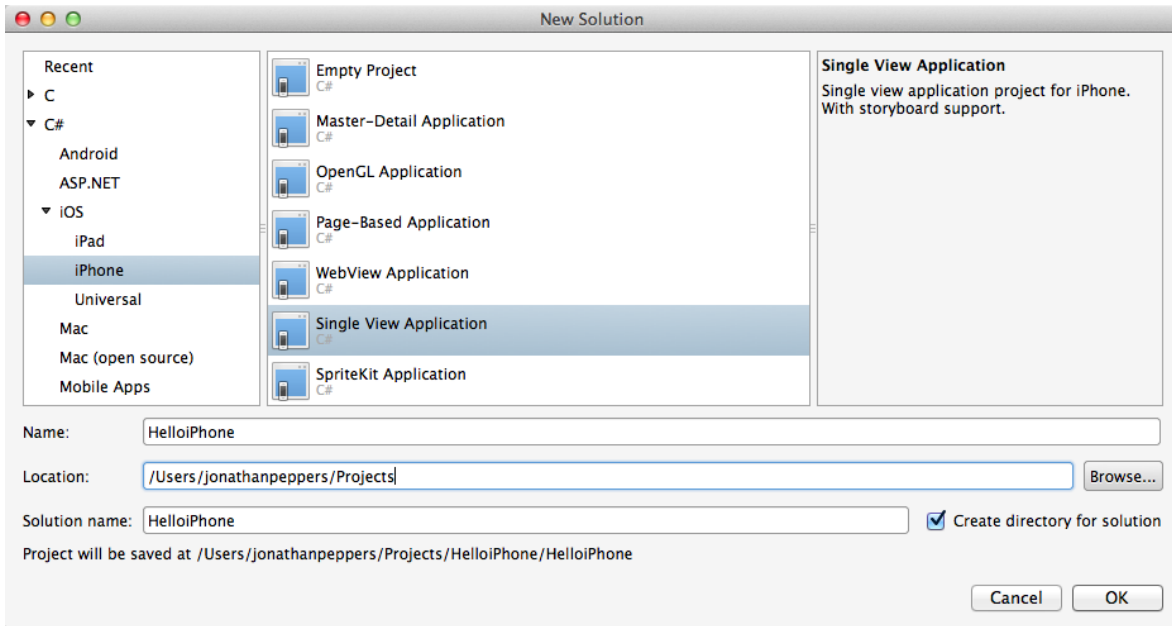 New Solution
Recent
C
C#
Android
ASP.NET
iOS
iPad
iPhone
Universal
Mac
Mac (open source)
Mobile Apps
Empty Project
C#
Master-Detail Application
C#
OpenGL Application
C#
Page-Based Application
C#
WebView Application
C#
Single View Application
C#
SpriteKit Application
C#
Single View Application
Single view application project for iPhone.
With storyboard support.
Name: HelloiPhone
Location: /Users/jonathanpeppers/Projects Browse...
Solution name: HelloiPhone Create directory for solution
Project will be saved at /Users/jonathanpeppers/Projects/HelloiPhone/HelloiPhone
Cancel OK